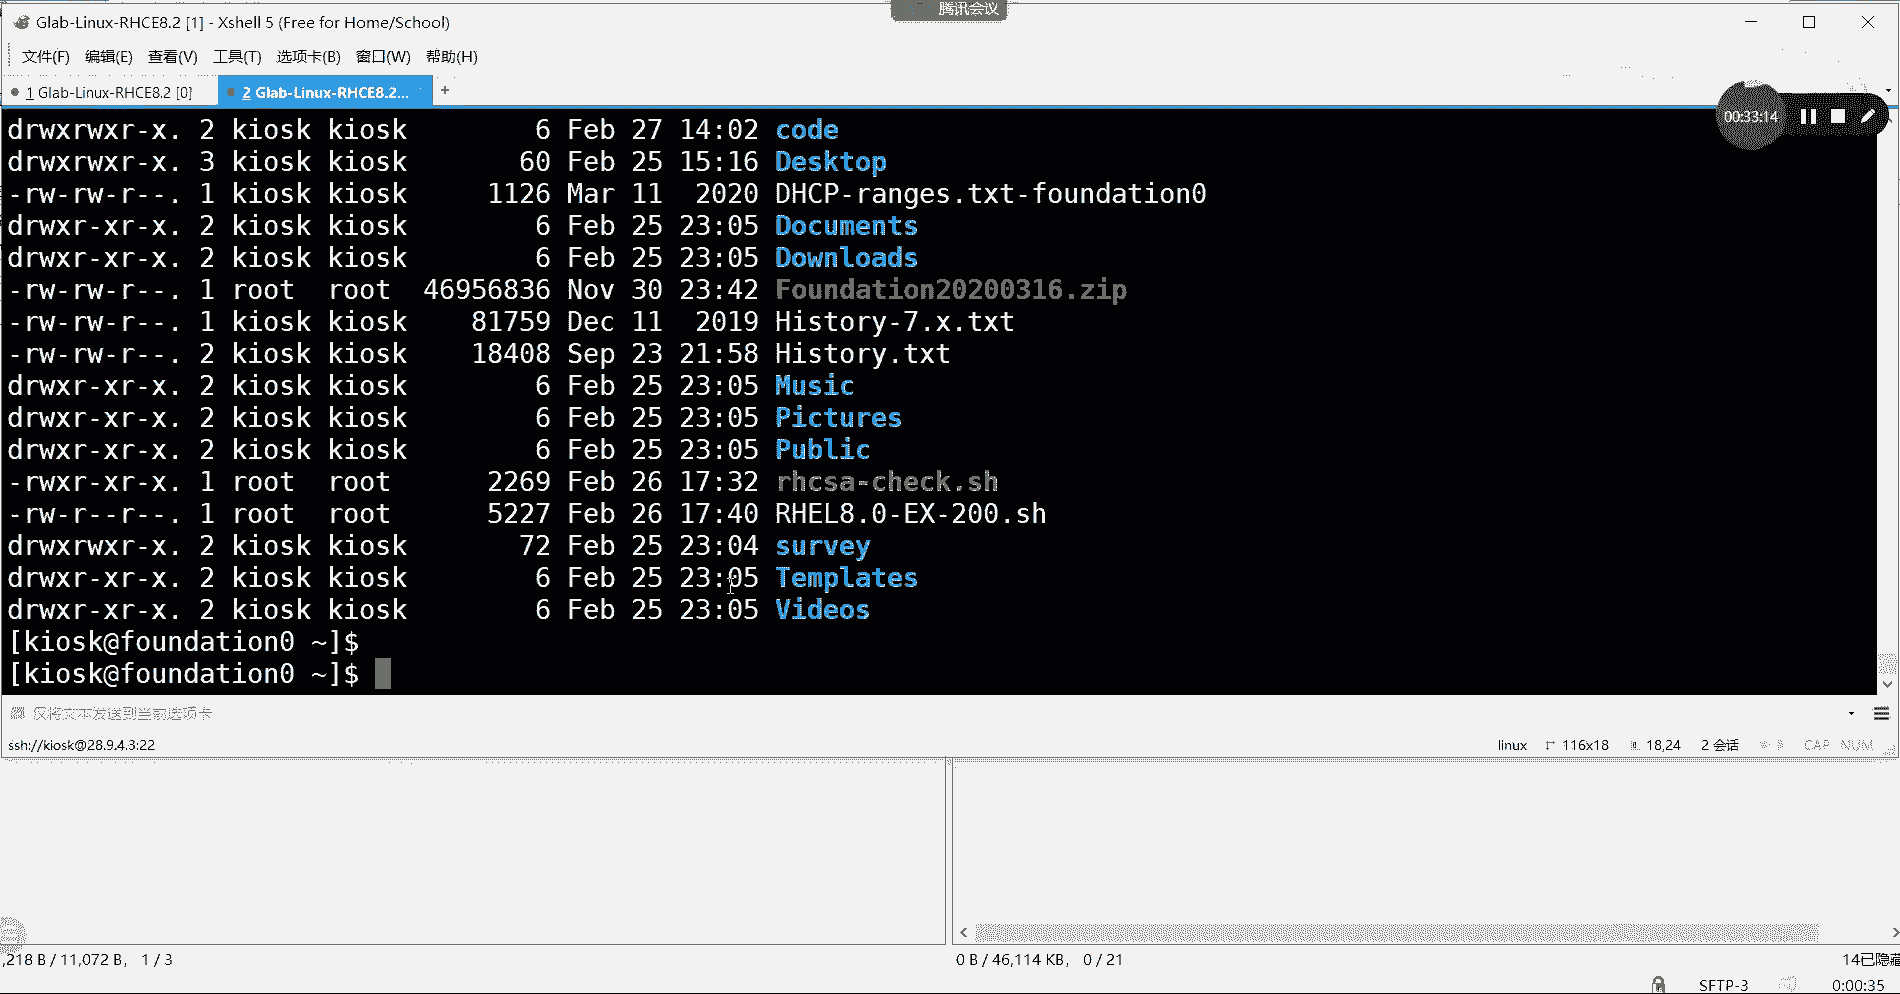 腾讯会议
Glab-Linux-RHCE8.2 [1] - Xshell 5 (Free for Home/School)
文件(F) 编辑(E) 查看(V) 工具(T) 选项卡(B) 窗口(W) 帮助(H)
1 Glab-Linux-RHCE8.2 [0] 2 Glab-Linux-RHCE8.2... +
00:33:14
drwxrwxr-x. 2 kiosk kiosk 6 Feb 27 14:02 code
drwxrwxr-x. 3 kiosk kiosk 60 Feb 25 15:16 Desktop
-rw-rw-r--. 1 kiosk kiosk 1126 Mar 11 2020 DHCP-ranges.txt-foundation0
drwxr-xr-x. 2 kiosk kiosk 6 Feb 25 23:05 Documents
drwxr-xr-x. 2 kiosk kiosk 6 Feb 25 23:05 Downloads
-rw-rw-r--. 1 root root 46956836 Nov 30 23:42 Foundation20200316.zip
-rw-rw-r--. 1 kiosk kiosk 81759 Dec 11 2019 History-7.x.txt
-rw-rw-r--. 2 kiosk kiosk 18408 Sep 23 21:58 History.txt
drwxr-xr-x. 2 kiosk kiosk 6 Feb 25 23:05 Music
drwxr-xr-x. 2 kiosk kiosk 6 Feb 25 23:05 Pictures
drwxr-xr-x. 2 kiosk kiosk 6 Feb 25 23:05 Public
-rwxr-xr-x. 1 root root 2269 Feb 26 17:32 rhcsa-check.sh
-rw-r--r--. 1 root root 5227 Feb 26 17:40 RHEL8.0-EX-200.sh
drwxrwxr-x. 2 kiosk kiosk 72 Feb 25 23:04 survey
drwxr-xr-x. 2 kiosk kiosk 6 Feb 25 23:05 Templates
drwxr-xr-x. 2 kiosk kiosk 6 Feb 25 23:05 Videos
[kiosk@foundation0 ~]$
[kiosk@foundation0 ~]$
仅将文本发送到当前选项卡
ssh://kiosk@28.9.4.3:22 linux 116x18 18,24 2 会话 CAP NUM
,218 B / 11,072 B, 1 / 3 0 B / 46,114 KB, 0 / 21 14已隐藏
SFTP-3 0:00:35